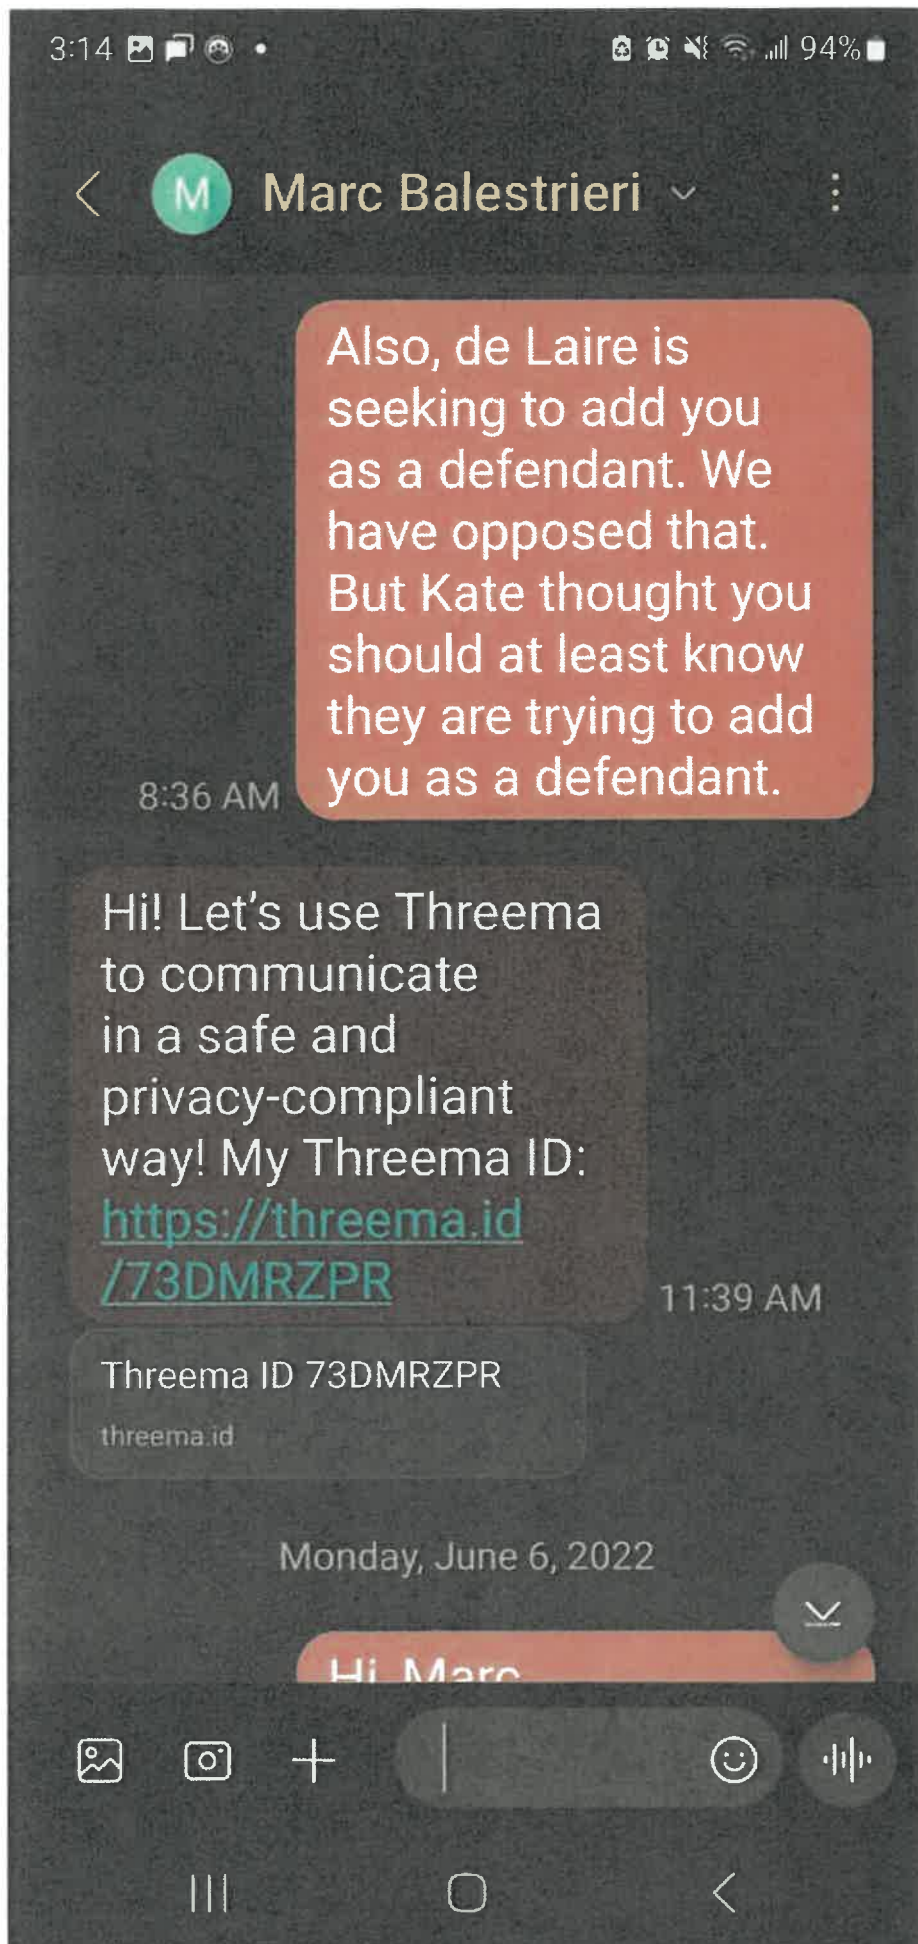 3:14 94%
M Marc Balestrieri
Also, de Laire is
seeking to add you
as a defendant. We
have opposed that.
But Kate thought you
should at least know
they are trying to add
you as a defendant.
8:36 AM
Hi! Let's use Threema
to communicate
in a safe and
privacy-compliant
way! My Threema ID:
https://threema.id
/73DMRZPR
11:39 AM
Threema ID 73DMRZPR
threema.id
Monday, June 6, 2022
Hi Marc